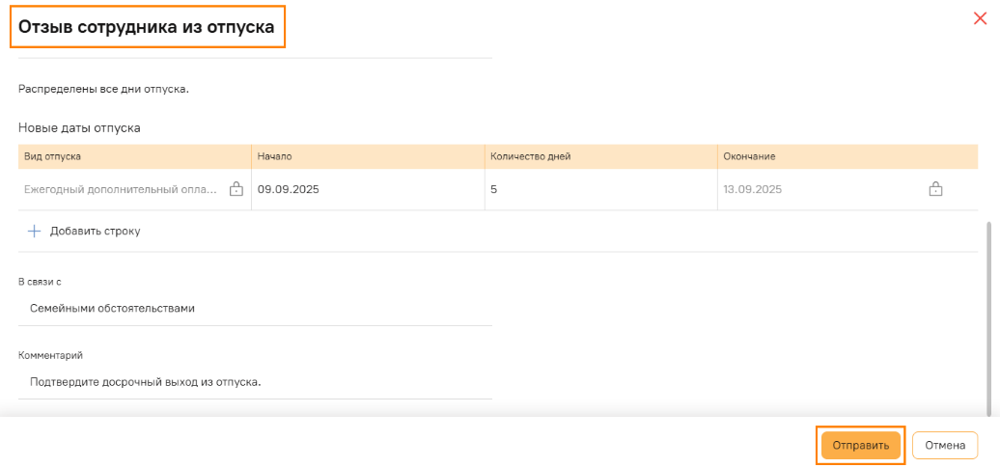 Отзыв сотрудника из отпуска
Распределены все дни отпуска.
Новые даты отпуска
Вид отпуска Начало Количество дней Окончание
Ежегодный дополнительный опла... 09.09.2025 5 13.09.2025
Добавить строку
В связи с
Семейными обстоятельствами
Комментарий
Подтвердите досрочный выход из отпуска.
Отправить Отмена